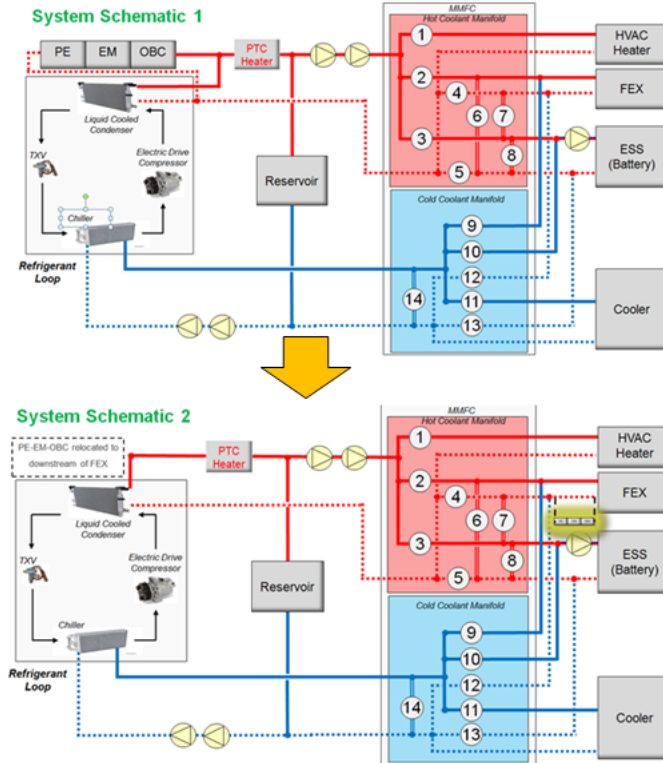 System Schematic 1
MMFC
Hot Coolant Manifold
PE
EM
OBC
PTC
Heater
1
HVAC
Heater
2
FEX
4
6
7
3
8
ESS
(Battery)
5
Liquid Cooled
Condenser
TXV
Electric Drive
Compressor
Reservoir
Chiller
Refrigerant
Loop
Cold Coolant Manifold
9
10
12
14
11
13
Cooler
System Schematic 2
MMFC
Hot Coolant Manifold
PE-EM-OBC relocated to
downstream of FEX
PTC
Heater
1
HVAC
Heater
2
FEX
4
6
7
3
8
ESS
(Battery)
5
Liquid Cooled
Condenser
TXV
Electric Drive
Compressor
Reservoir
Chiller
Refrigerant
Loop
Cold Coolant Manifold
9
10
12
14
11
13
Cooler